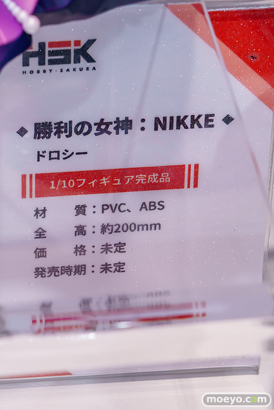 HSK
HOBBY·SAKURA
◆ 勝利の女神：NIKKE ◆
ドロシー
1/10フィギュア完成品
材　質：PVC、ABS
全　高：約200mm
価　格：未定
発売時期：未定
moeyo.com